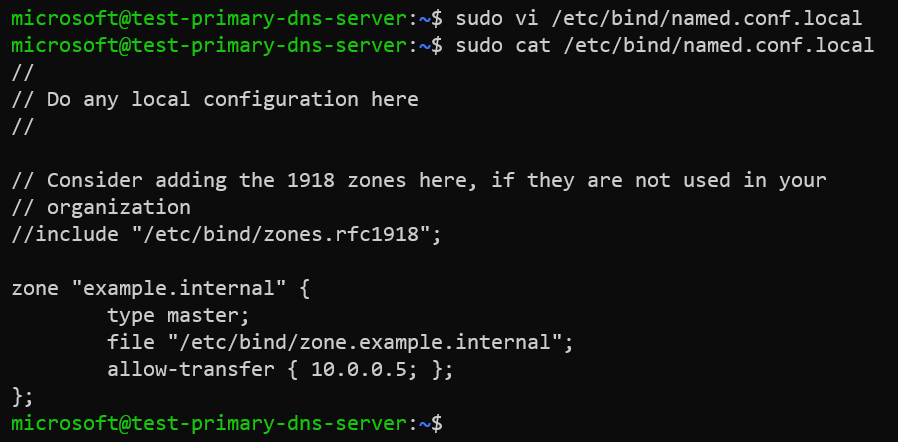 microsoft@test-primary-dns-server:~$ sudo vi /etc/bind/named.conf.local
microsoft@test-primary-dns-server:~$ sudo cat /etc/bind/named.conf.local
//
// Do any local configuration here
//
// Consider adding the 1918 zones here, if they are not used in your
// organization
//include "/etc/bind/zones.rfc1918";
zone "example.internal" {
        type master;
        file "/etc/bind/zone.example.internal";
        allow-transfer { 10.0.0.5; };
};
microsoft@test-primary-dns-server:~$